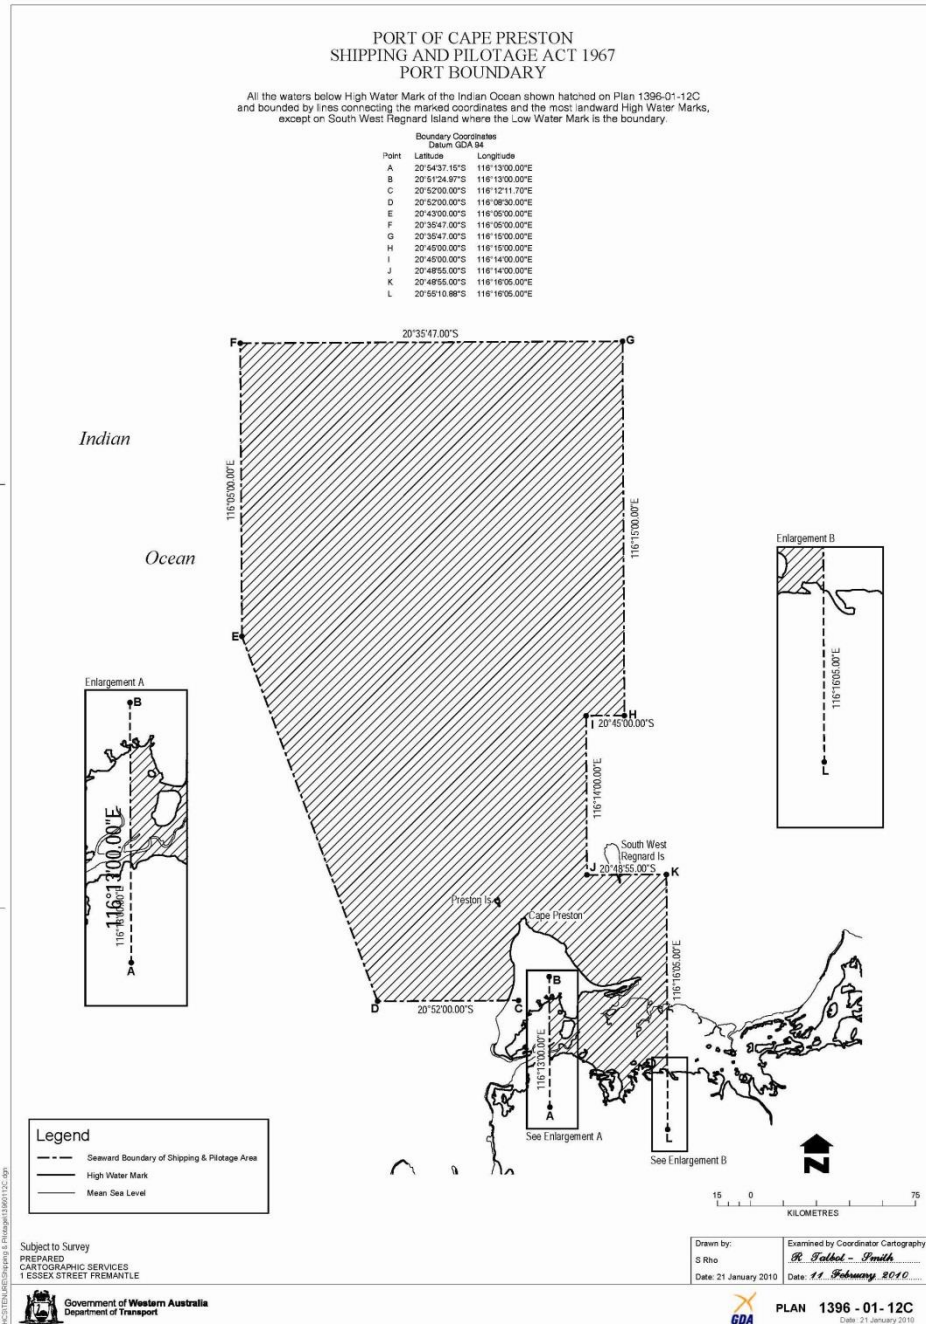 PORT OF CAPE PRESTON
SHIPPING AND PILOTAGE ACT 1967
PORT BOUNDARY
All the waters below High Water Mark of the Indian Ocean shown hatched on Plan 1396-01-12C
and bounded by lines connecting the marked coordinates and the most landward High Water Marks,
except on South West Regnard Island where the Low Water Mark is the boundary.
Boundary Coordinates
Datum GDA 94
Point Latitude Longitude
A 20°54'37.15"S 116°13'00.00"E
B 20°51'24.97"S 116°13'00.00"E
C 20°52'00.00"S 116°12'11.70"E
D 20°52'00.00"S 116°08'30.00"E
E 20°43'00.00"S 116°05'00.00"E
F 20°35'47.00"S 116°05'00.00"E
G 20°35'47.00"S 116°15'00.00"E
H 20°45'00.00"S 116°15'00.00"E
I 20°45'00.00"S 116°14'00.00"E
J 20°48'55.00"S 116°14'00.00"E
K 20°48'55.00"S 116°16'05.00"E
L 20°55'10.88"S 116°16'05.00"E
20°35'47.00"S
F
G
Indian
116°05'00.00"E
116°15'00.00"E
Ocean
Enlargement B
116°16'05.00"E
L
E
Enlargement A
B
116°13'00.00"E
116°13'00.00"E
A
H
I
20°45'00.00"S
116°14'00.00"E
South West
Regnard Is
J
20°48'55.00"S
K
Preston Is
Cape Preston
116°16'05.00"E
B
D
20°52'00.00"S
C
116°13'00.00"E
A
See Enlargement A
L
See Enlargement B
N
Legend
Seaward Boundary of Shipping & Pilotage Area
High Water Mark
Mean Sea Level
15 0 75
KILOMETRES
Subject to Survey
PREPARED
CARTOGRAPHIC SERVICES
1 ESSEX STREET FREMANTLE
Drawn by:
S Rho
Date: 21 January 2010
Examined by Coordinator Cartography
R Talbot - Smith
Date: 11 February 2010
Government of Western Australia
Department of Transport
GDA
PLAN 1396 - 01- 12C
Date: 21 January 2010